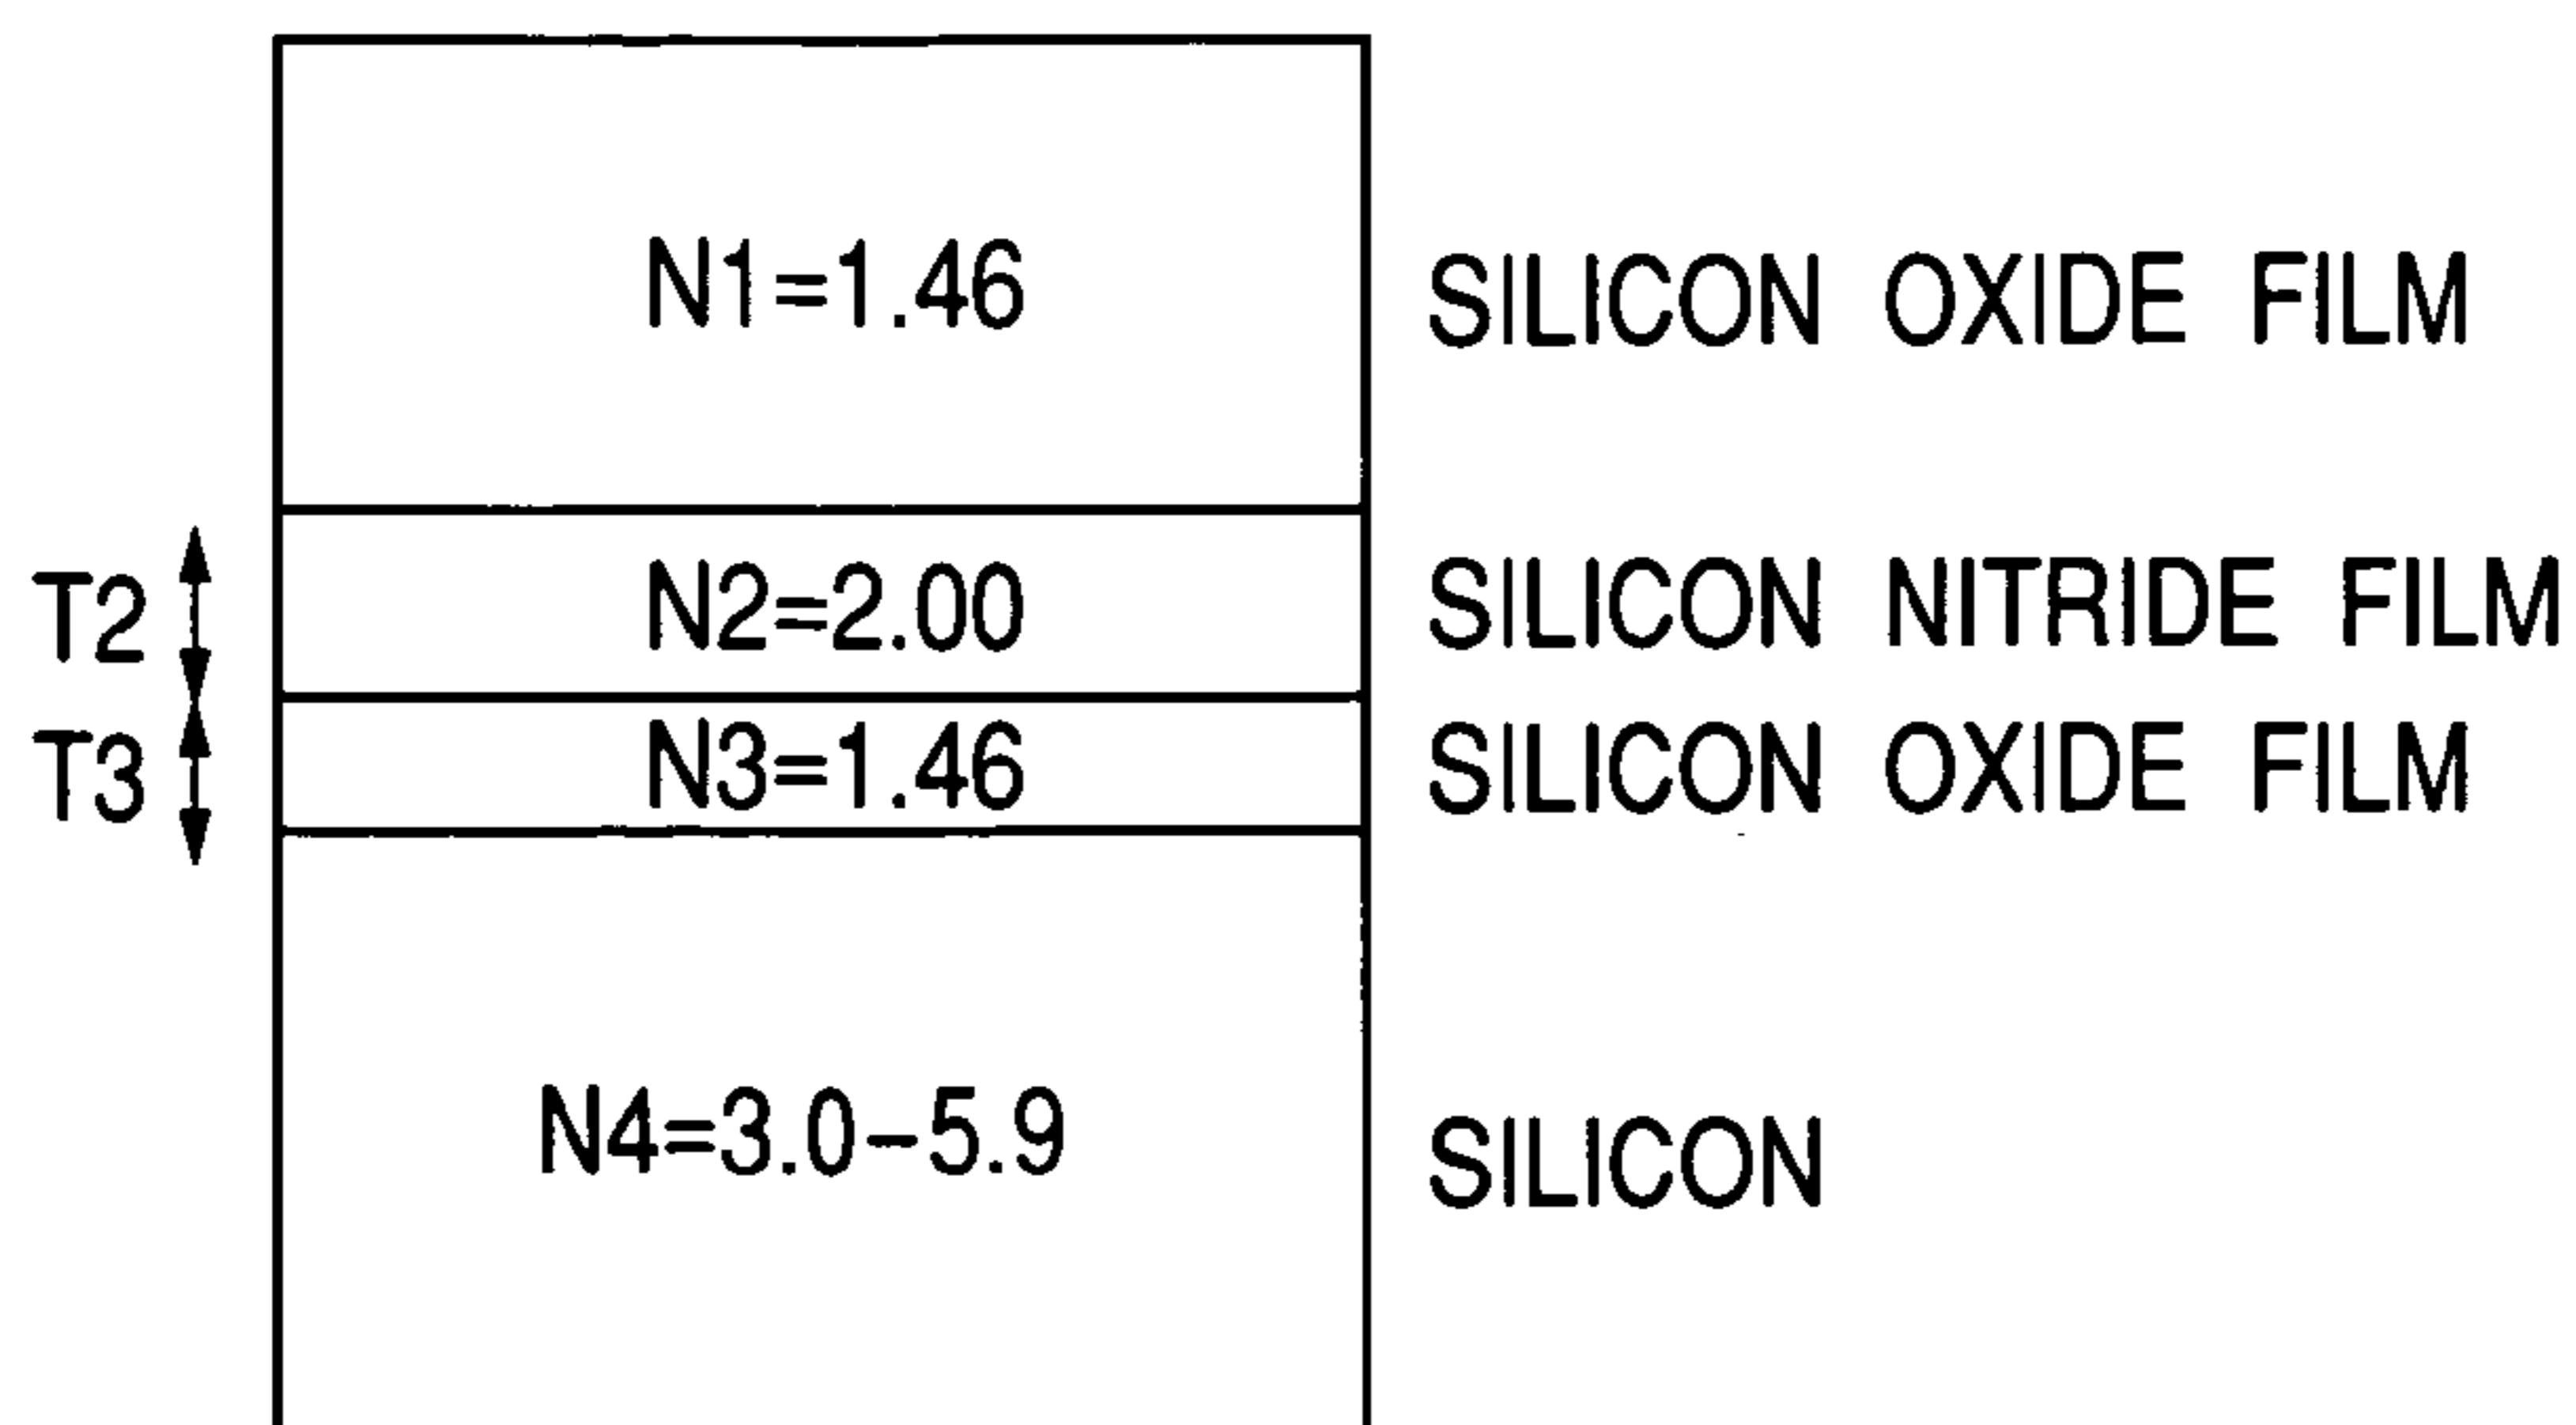 N1=1.46 SILICON OXIDE FILM
T2 N2=2.00 SILICON NITRIDE FILM
T3 N3=1.46 SILICON OXIDE FILM
N4=3.0-5.9 SILICON